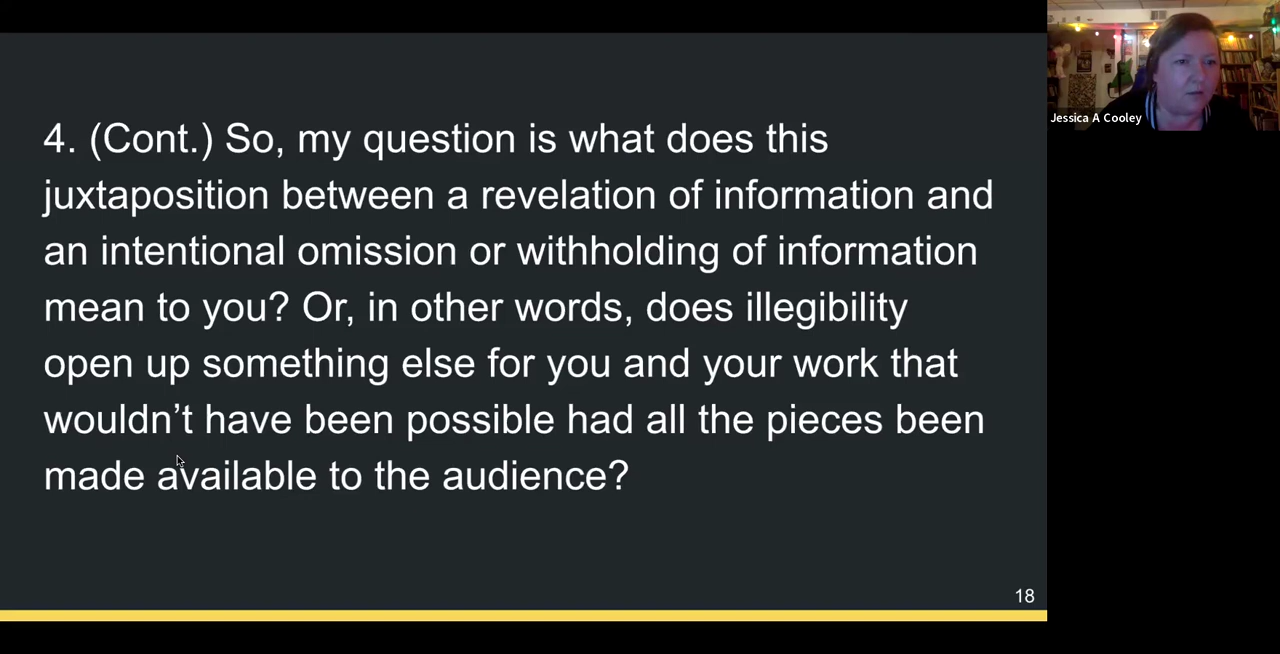 4. (Cont.) So, my question is what does this
juxtaposition between a revelation of information and
an intentional omission or withholding of information
mean to you? Or, in other words, does illegibility
open up something else for you and your work that
wouldn’t have been possible had all the pieces been
made available to the audience?
18
Jessica A Cooley